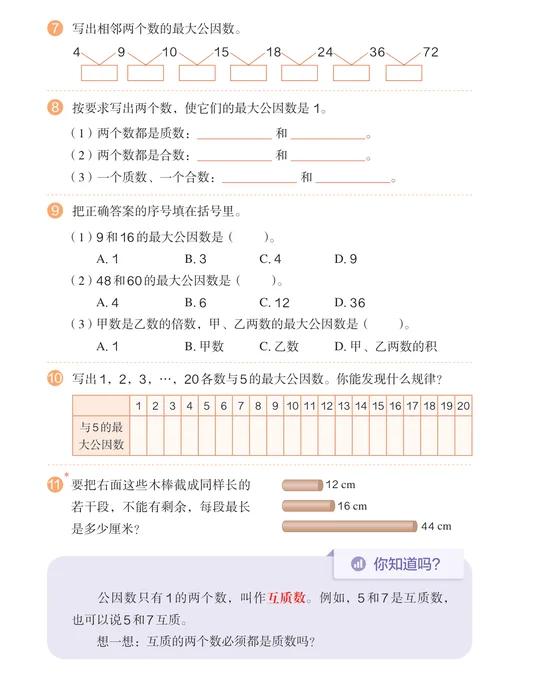 7 写出相邻两个数的最大公因数。
4 9 10 15 18 24 36 72
8 按要求写出两个数，使它们的最大公因数是 1。
（1）两个数都是质数：________ 和 ________。
（2）两个数都是合数：________ 和 ________。
（3）一个质数、一个合数：________ 和 ________。
9 把正确答案的序号填在括号里。
（1）9和16的最大公因数是（　　）。
A. 1 B. 3 C. 4 D. 9
（2）48和60的最大公因数是（　　）。
A. 4 B. 6 C. 12 D. 36
（3）甲数是乙数的倍数，甲、乙两数的最大公因数是（　　）。
A. 1 B. 甲数 C. 乙数 D. 甲、乙两数的积
10 写出1，2，3，…，20各数与5的最大公因数。你能发现什么规律？
1 2 3 4 5 6 7 8 9 10 11 12 13 14 15 16 17 18 19 20
与5的最
大公因数
11* 要把右面这些木棒截成同样长的
若干段，不能有剩余，每段最长
是多少厘米？
12 cm
16 cm
44 cm
你知道吗？
公因数只有1的两个数，叫作互质数。例如，5和7是互质数，
也可以说5和7互质。
想一想：互质的两个数必须都是质数吗？